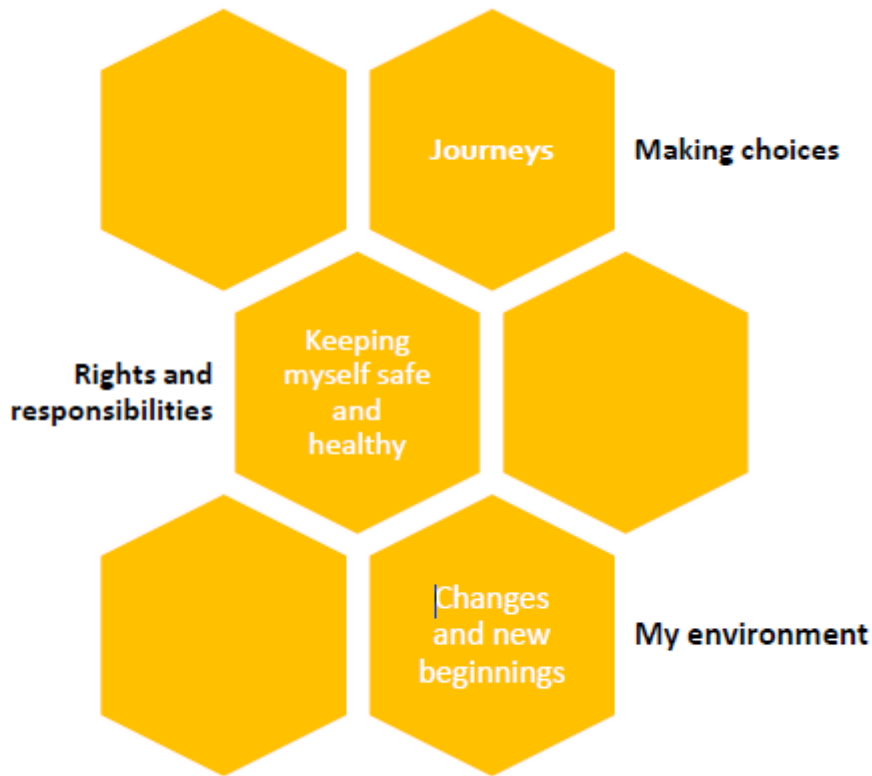 Journeys
Making choices
Rights and
responsibilities
Keeping
myself safe
and
healthy
Changes
and new
beginnings
My environment